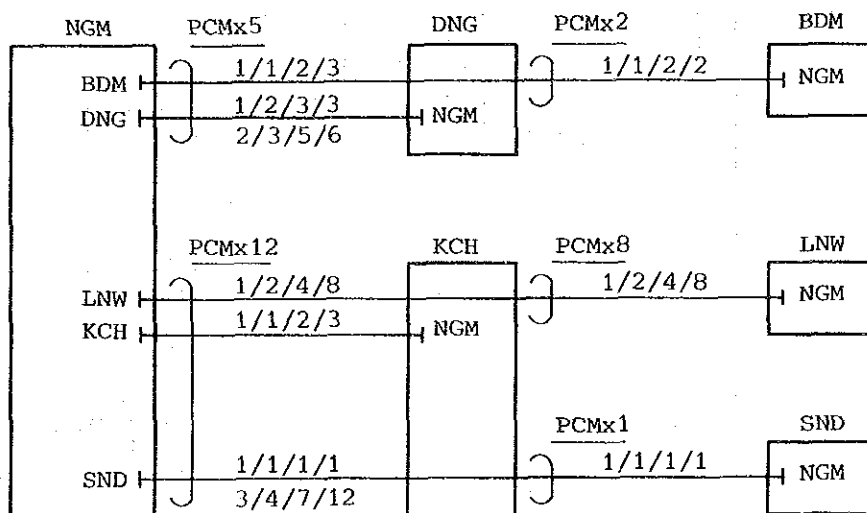 NGM PCMx5 DNG PCMx2 BDM
BDM 1/1/2/3 1/1/2/2 NGM
DNG 1/2/3/3 NGM
2/3/5/6
PCMx12 KCH PCMx8 LNW
LNW 1/2/4/8 1/2/4/8 NGM
KCH 1/1/2/3 NGM
PCMx1 SND
SND 1/1/1/1 1/1/1/1 NGM
3/4/7/12